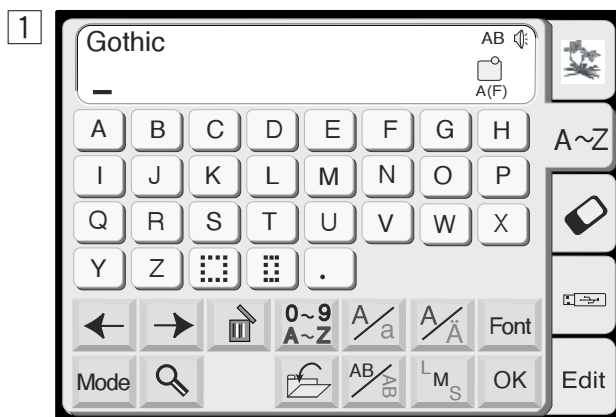 1
Gothic
AB
A(F)
_
A B C D E F G H
A~Z
I J K L M N O P
Q R S T U V W X
Y Z .
0~9
A~Z
A/a
A/Ä
Font
Mode
AB/AB
L M S
OK
Edit